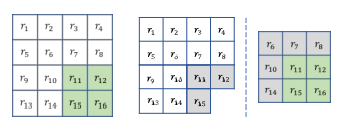 r1 r2 r3 r4
r5 r6 r7 r8
r9 r10 r11 r12
r13 r14 r15 r16
r1 r2 r3 r4
r5 r6 r7 r8
r9 r10 r11 r12
r13 r14 r15
r6 r7 r8
r10 r11 r12
r14 r15 r16